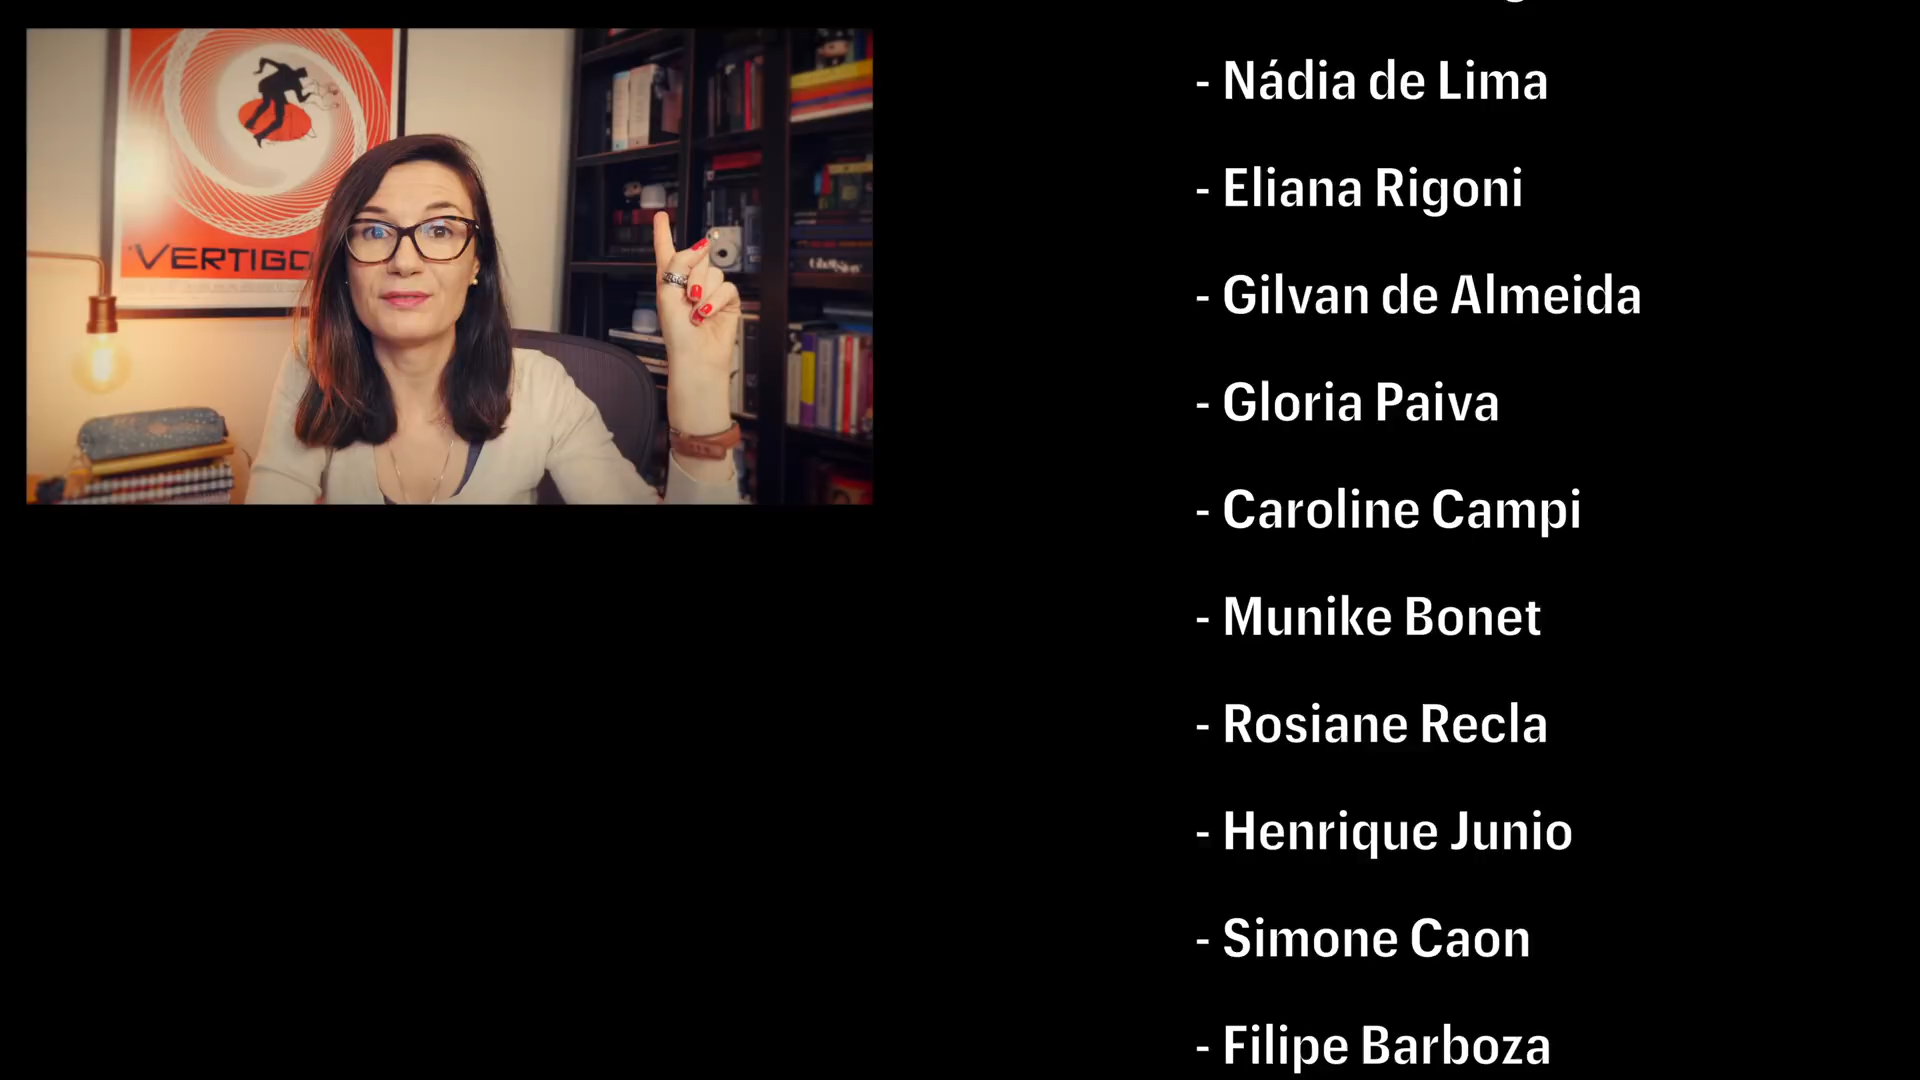 VERTIGO
- Nádia de Lima
- Eliana Rigoni
- Gilvan de Almeida
- Gloria Paiva
- Caroline Campi
- Munike Bonet
- Rosiane Recla
- Henrique Junio
- Simone Caon
- Filipe Barboza